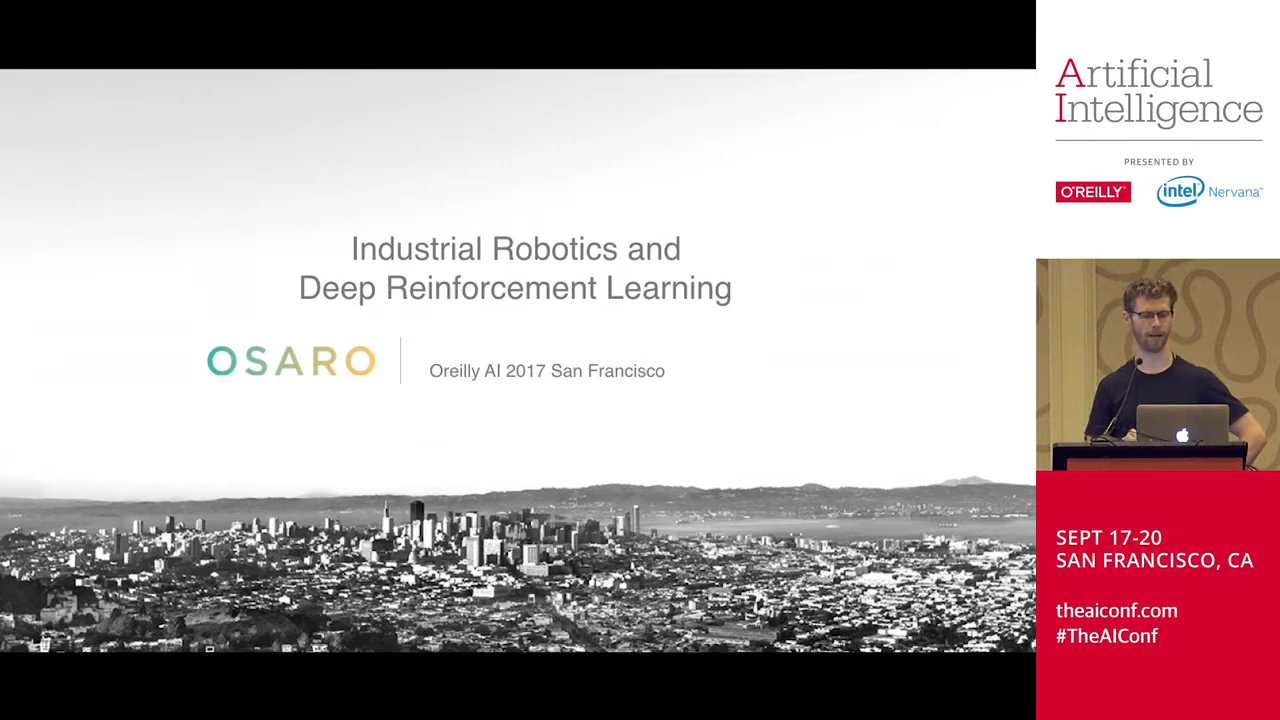 Industrial Robotics and
Deep Reinforcement Learning
OSARO
Oreilly AI 2017 San Francisco
Artificial
Intelligence
PRESENTED BY
O'REILLY®
intel Nervana™
SEPT 17-20
SAN FRANCISCO, CA
theaiconf.com
#TheAIConf